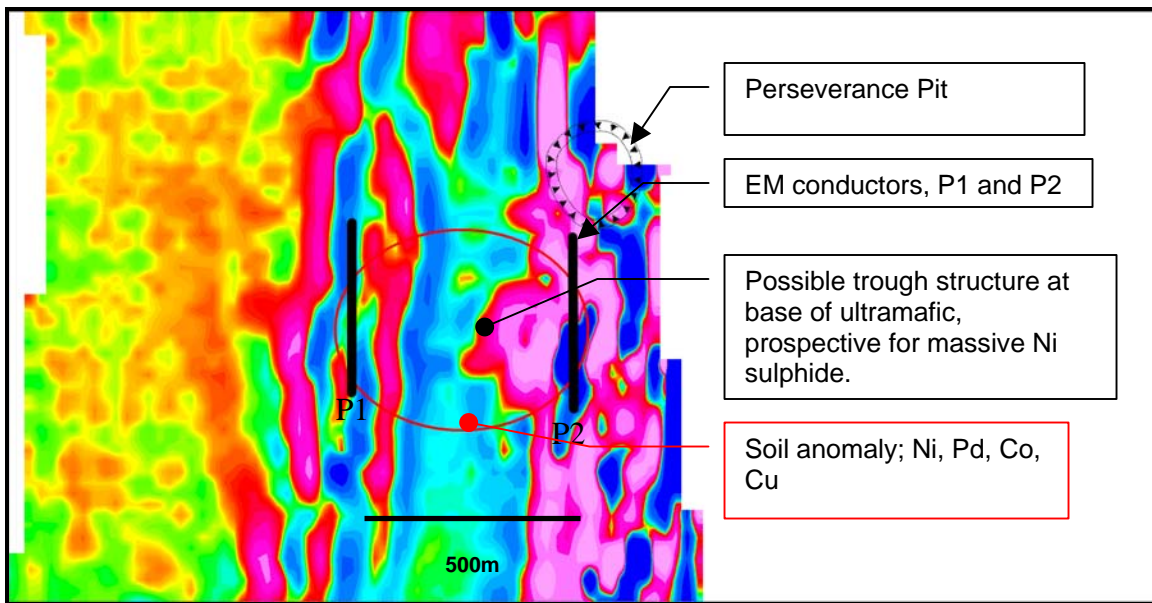 Perseverance Pit
EM conductors, P1 and P2
Possible trough structure at
base of ultramafic,
prospective for massive Ni
sulphide.
P1
P2
Soil anomaly; Ni, Pd, Co,
Cu
500m